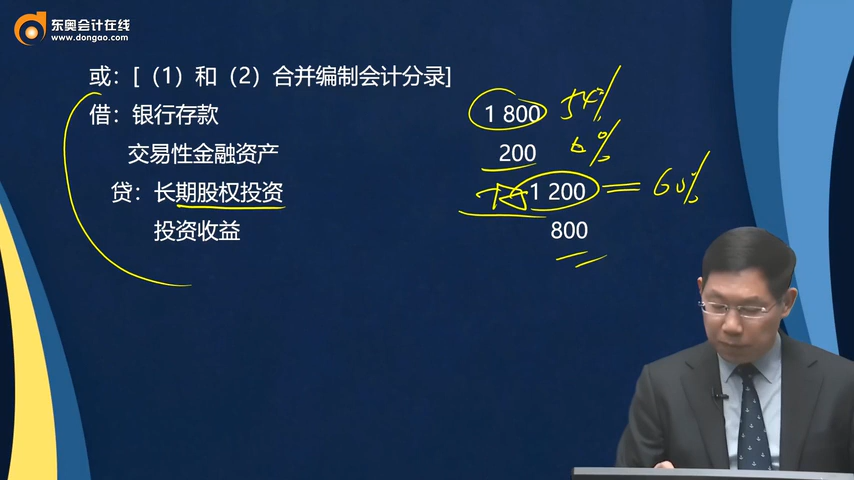 东奥会计在线
www.dongao.com
或：[（1）和（2）合并编制会计分录]
借：银行存款 1 800 54%
交易性金融资产 200 6%
贷：长期股权投资 1 200 = 60%
投资收益 800